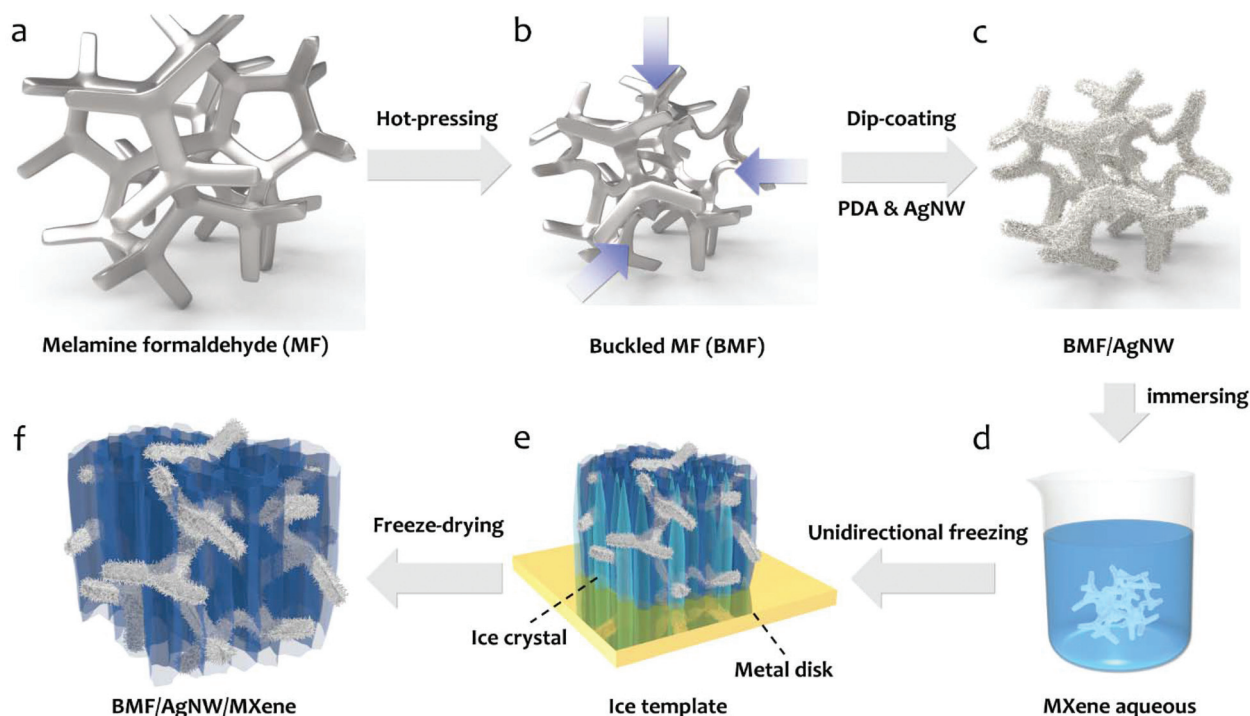 a
b
c
Hot-pressing
Dip-coating
PDA & AgNW
Melamine formaldehyde (MF)
Buckled MF (BMF)
BMF/AgNW
immersing
f
e
d
Freeze-drying
Unidirectional freezing
Ice crystal
Metal disk
BMF/AgNW/MXene
Ice template
MXene aqueous